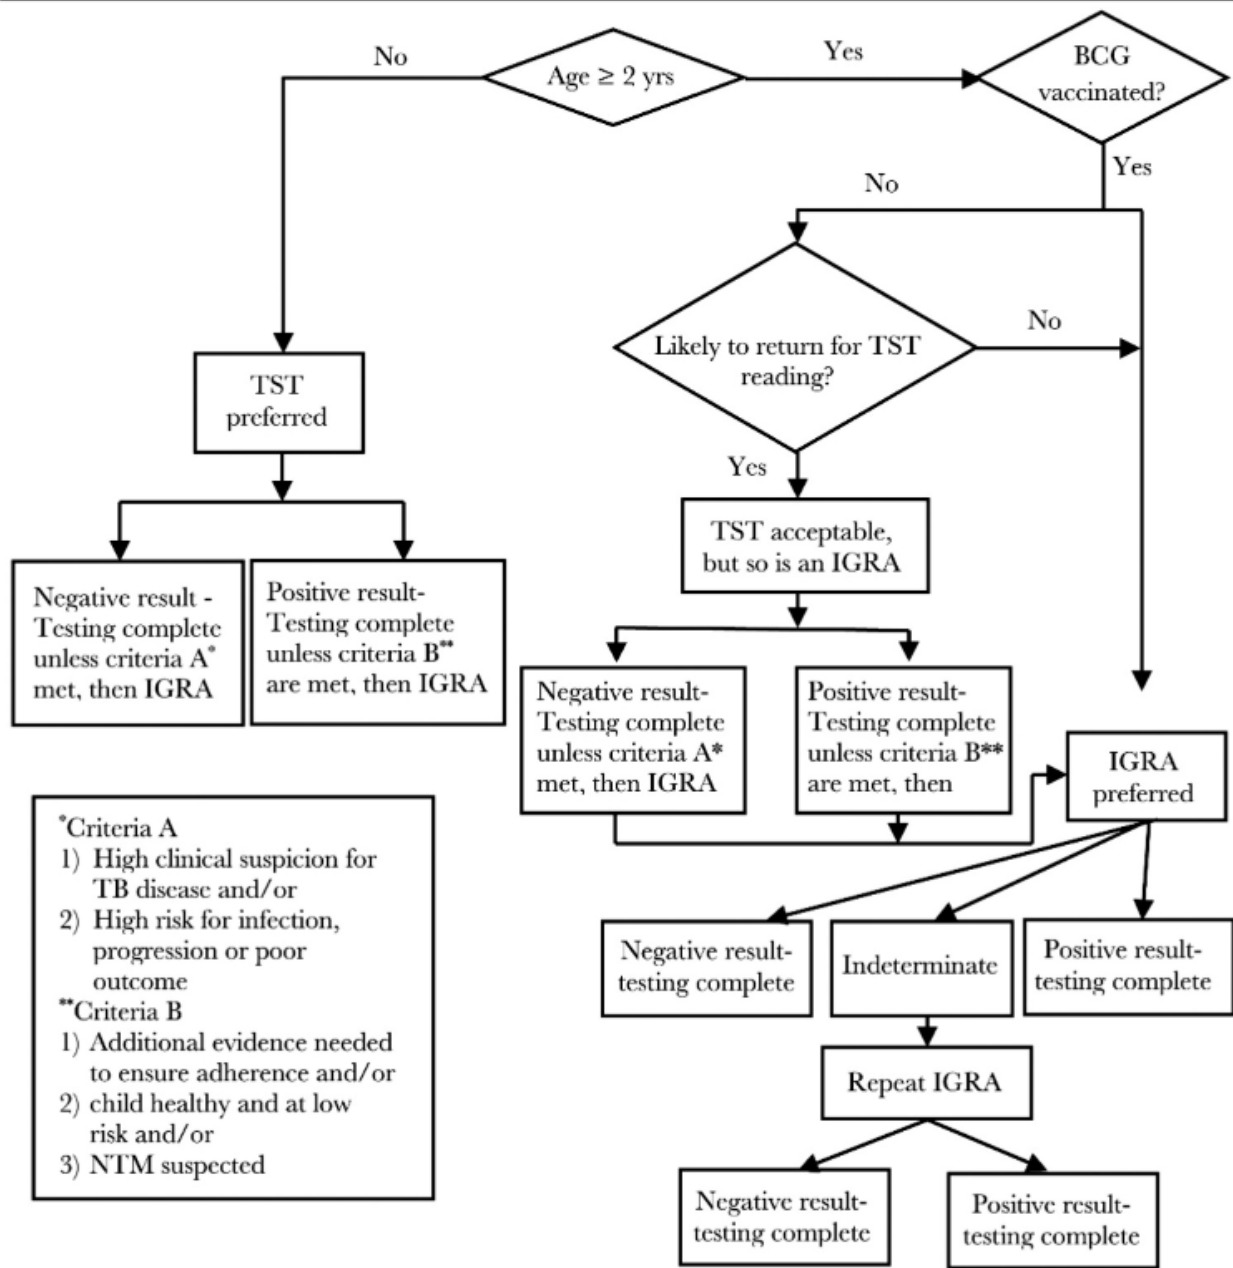 No
Age ≥ 2 yrs
Yes
BCG
vaccinated?
Yes
No
Likely to return for TST
reading?
No
Yes
TST
preferred
TST acceptable,
but so is an IGRA
Negative result -
Testing complete
unless criteria A*
met, then IGRA
Positive result-
Testing complete
unless criteria B**
are met, then IGRA
Negative result-
Testing complete
unless criteria A*
met, then IGRA
Positive result-
Testing complete
unless criteria B**
are met, then
IGRA
preferred
*Criteria A
1) High clinical suspicion for
TB disease and/or
2) High risk for infection,
progression or poor
outcome
**Criteria B
1) Additional evidence needed
to ensure adherence and/or
2) child healthy and at low
risk and/or
3) NTM suspected
Negative result-
testing complete
Indeterminate
Positive result-
testing complete
Repeat IGRA
Negative result-
testing complete
Positive result-
testing complete